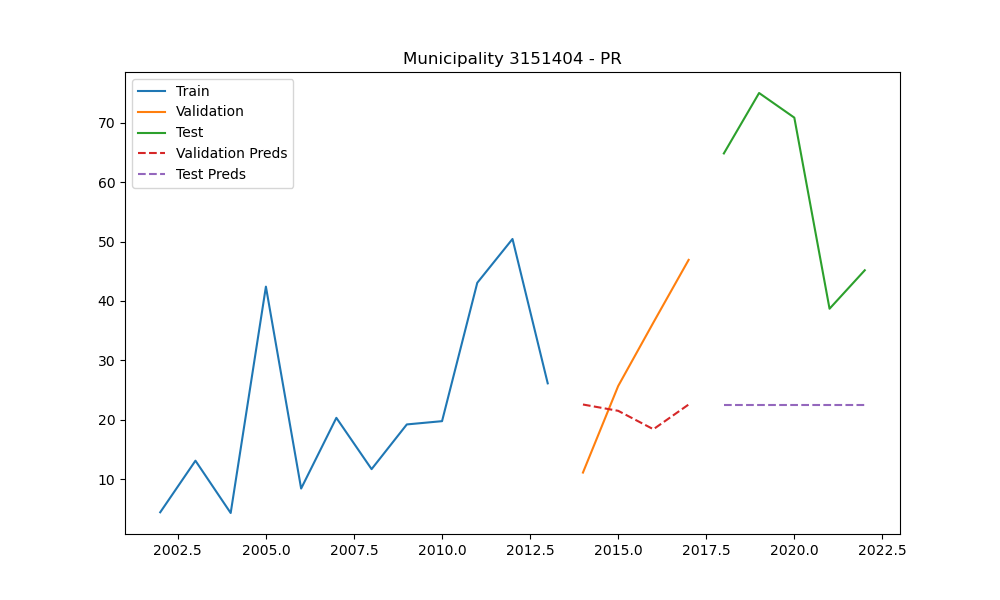 Municipality 3151404 - PR
Train
Validation
Test
Validation Preds
Test Preds
70
60
50
40
30
20
10
2002.5 2005.0 2007.5 2010.0 2012.5 2015.0 2017.5 2020.0 2022.5